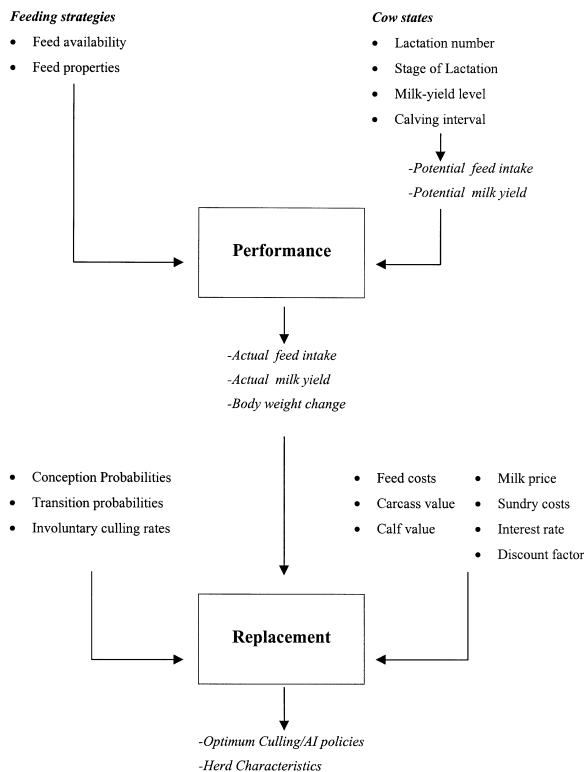 Feeding strategies
• Feed availability
• Feed properties
Cow states
• Lactation number
• Stage of Lactation
• Milk-yield level
• Calving interval
-Potential feed intake
-Potential milk yield
Performance
-Actual feed intake
-Actual milk yield
-Body weight change
• Conception Probabilities
• Transition probabilities
• Involuntary culling rates
• Feed costs
• Carcass value
• Calf value
• Milk price
• Sundry costs
• Interest rate
• Discount factor
Replacement
-Optimum Culling/AI policies
-Herd Characteristics